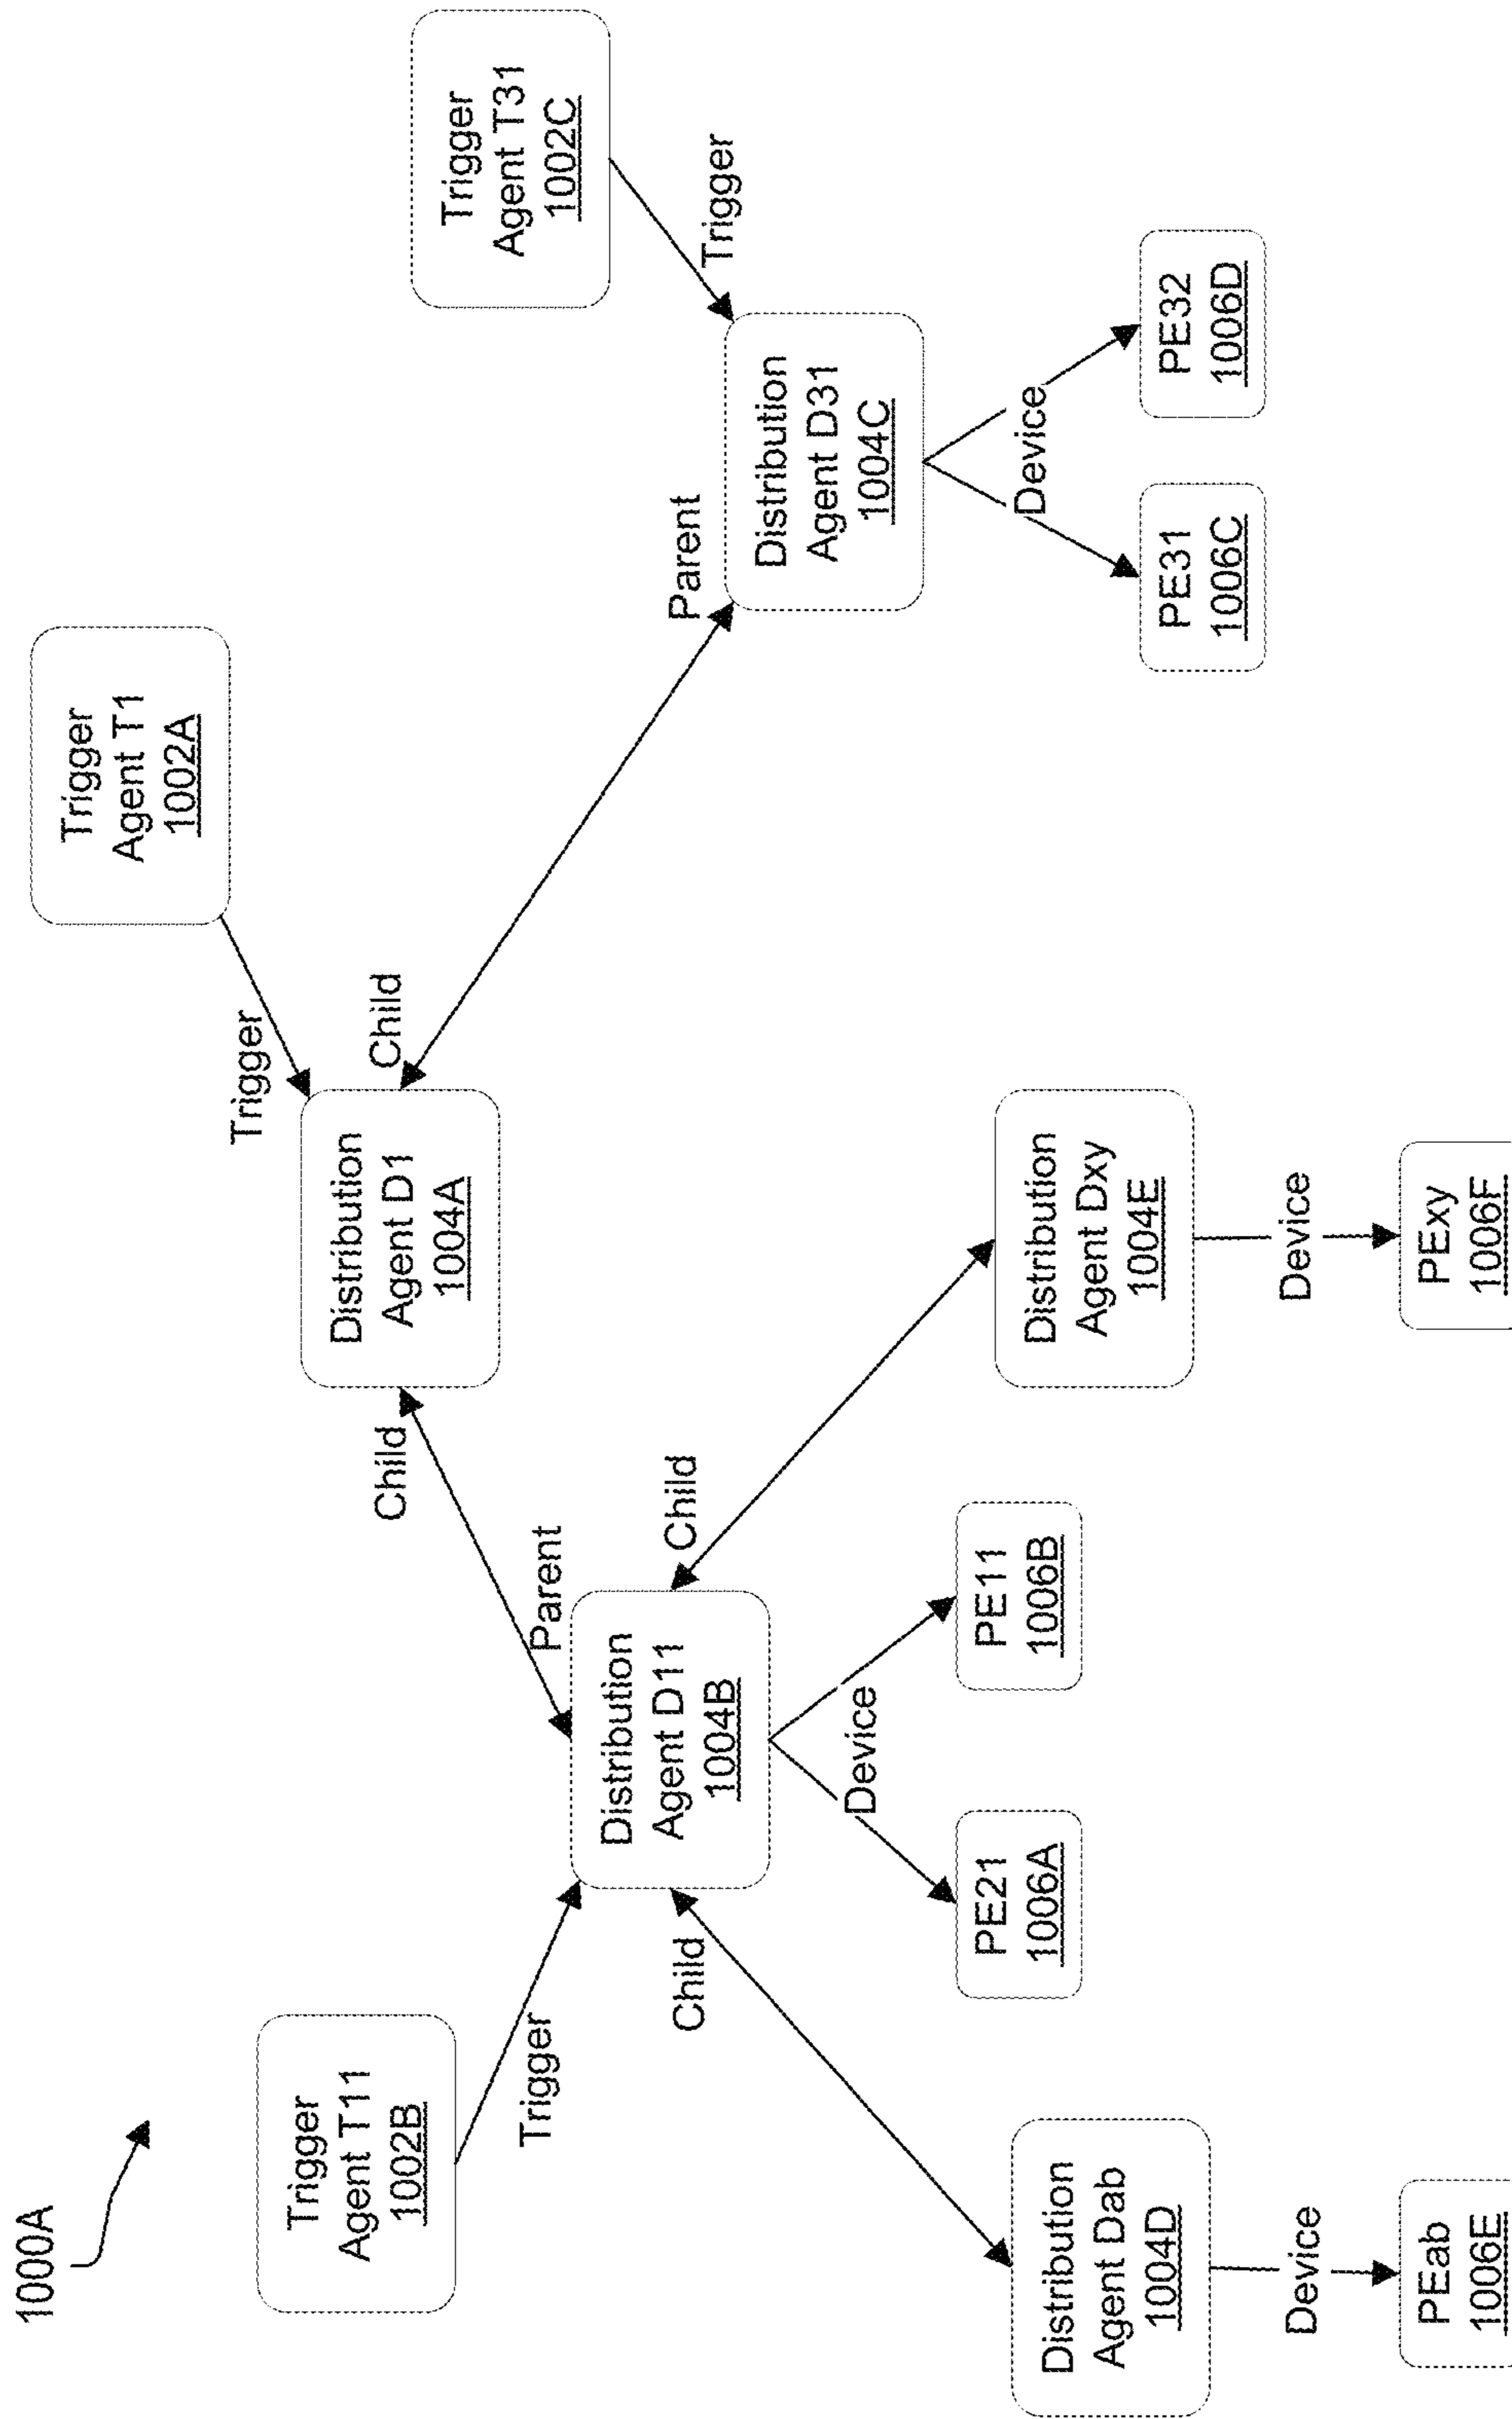 1000A
Trigger
Agent T1
1002A
Trigger
Agent T11
1002B
Trigger
Agent T31
1002C
Trigger
Distribution
Agent D1
1004A
Child
Child
Trigger
Parent
Distribution
Agent D11
1004B
Child
Child
Parent
Trigger
Distribution
Agent D31
1004C
Device
PE21
1006A
PE11
1006B
Device
PE31
1006C
PE32
1006D
Distribution
Agent Dab
1004D
Distribution
Agent Dxy
1004E
Device
Device
PEab
1006E
PExy
1006F